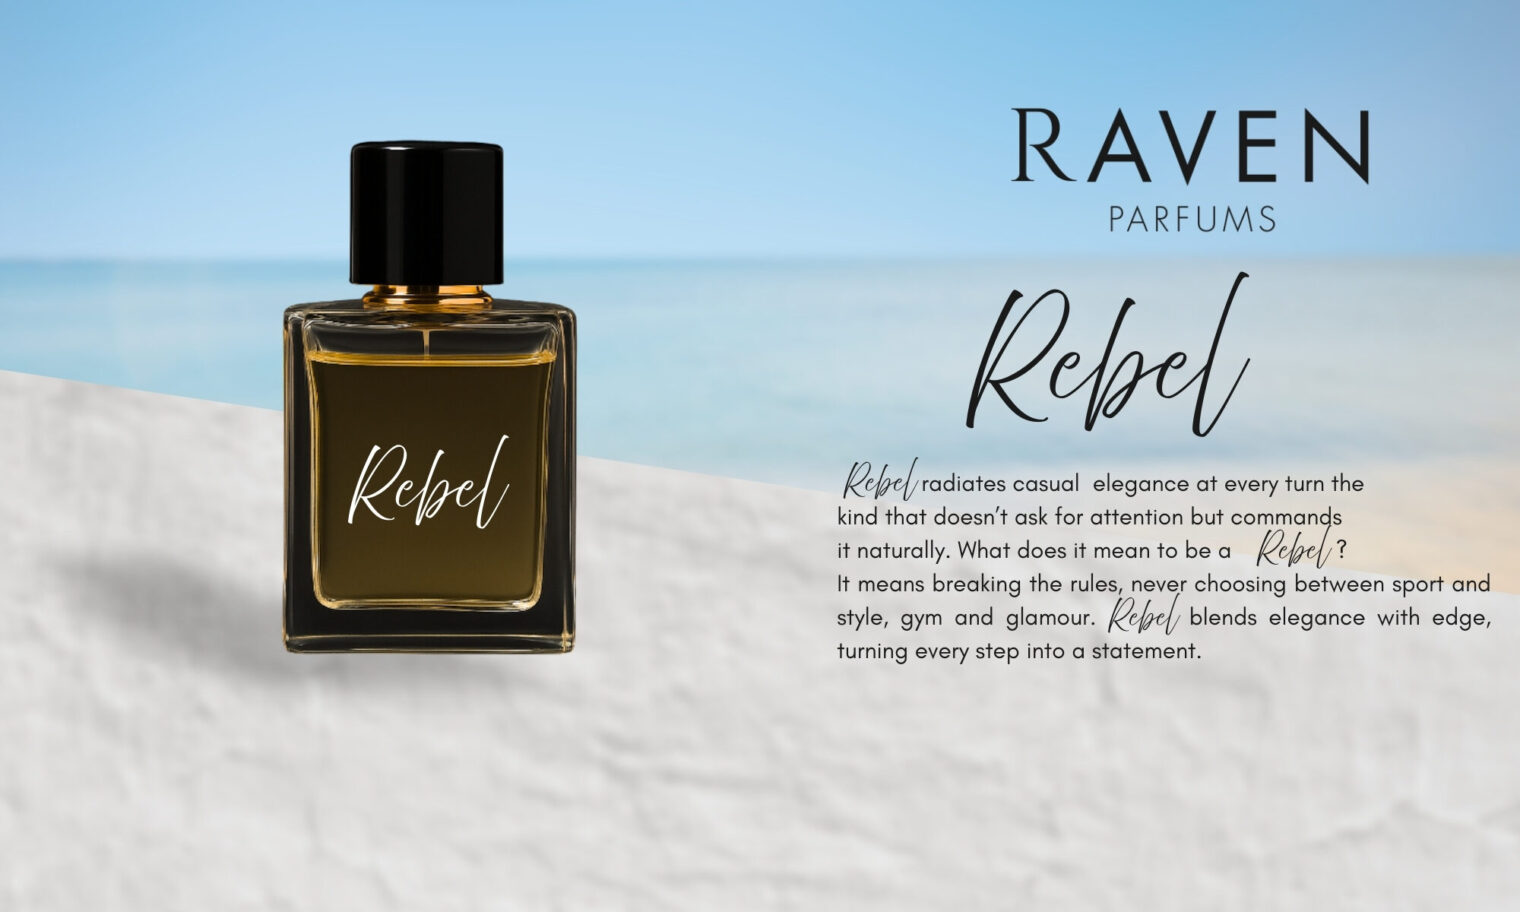 RAVEN
PARFUMS
Rebel
Rebel
Rebel radiates casual elegance at every turn the
kind that doesn’t ask for attention but commands
it naturally. What does it mean to be a Rebel ?
It means breaking the rules, never choosing between sport and
style, gym and glamour. Rebel blends elegance with edge,
turning every step into a statement.